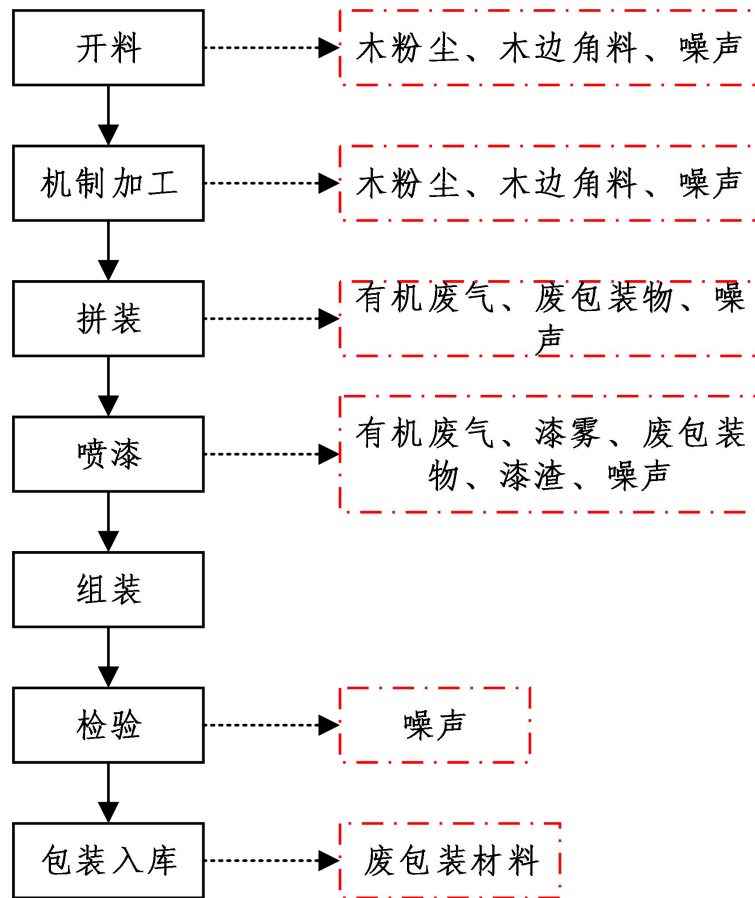 开料
木粉尘、木边角料、噪声
机制加工
木粉尘、木边角料、噪声
拼装
有机废气、废包装物、噪
声
喷漆
有机废气、漆雾、废包装
物、漆渣、噪声
组装
检验
噪声
包装入库
废包装材料